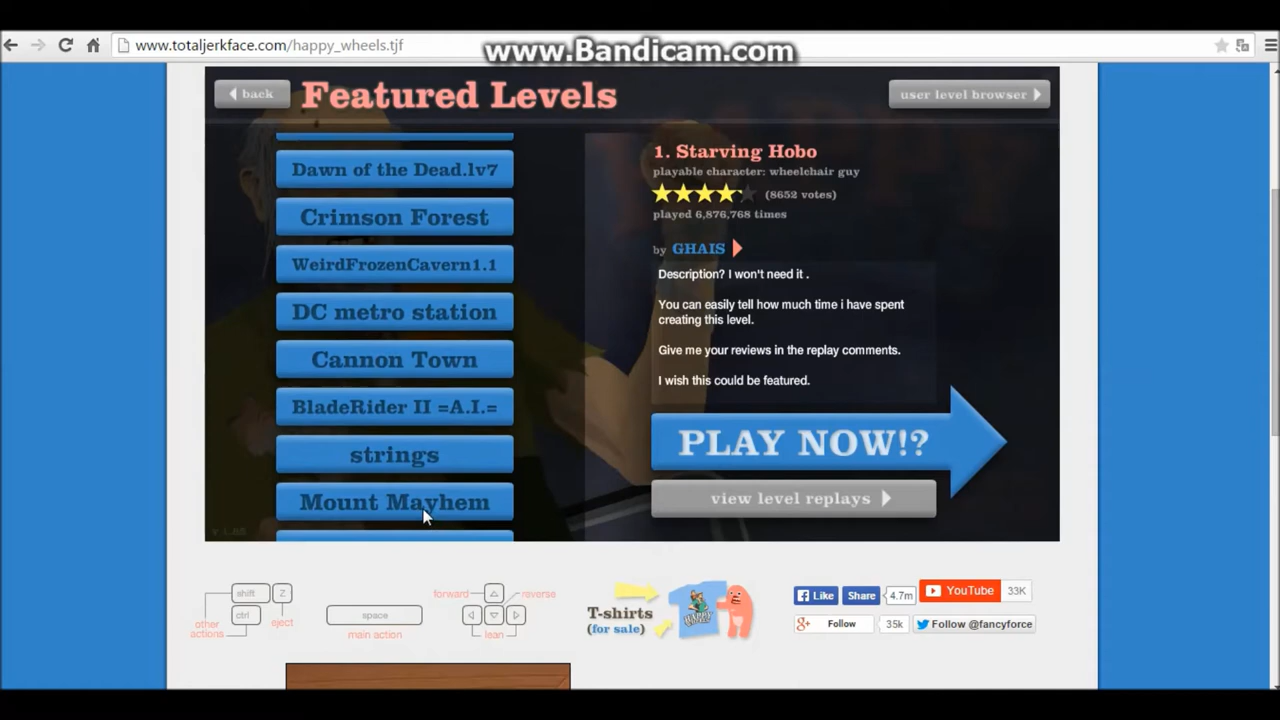 www.totaljerkface.com/happy_wheels.tjf
www.Bandicam.com
back
Featured Levels
user level browser
Dawn of the Dead.lv7
Crimson Forest
WeirdFrozenCavern1.1
DC metro station
Cannon Town
BladeRider II =A.I.=
strings
Mount Mayhem
1. Starving Hobo
playable character: wheelchair guy
(8652 votes)
played 6,876,768 times
by GHAIS
Description? I won't need it .
You can easily tell how much time i have spent
creating this level.
Give me your reviews in the replay comments.
I wish this could be featured.
PLAY NOW!?
view level replays
shift
Z
ctrl
other
actions
eject
space
main action
forward
reverse
lean
T-shirts
(for sale)
HAPPY WHEELS
Like
Share
4.7m
YouTube
33K
Follow
35k
Follow @fancyforce